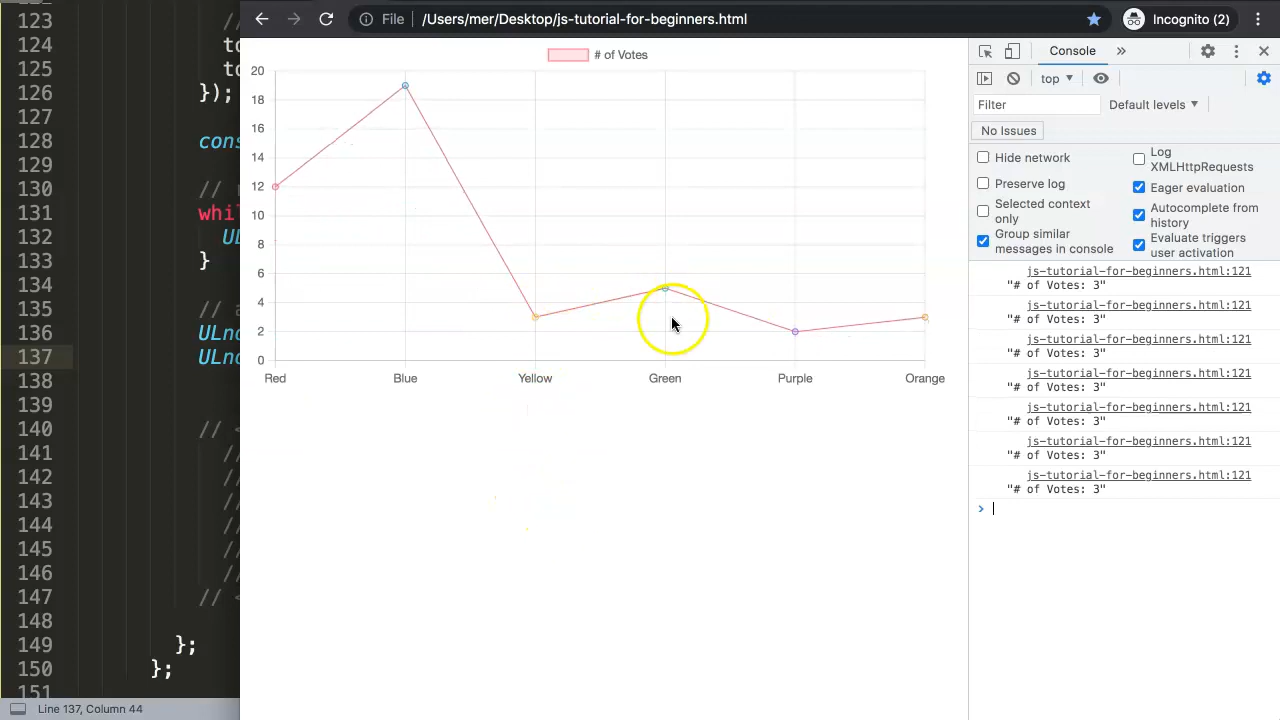 File /Users/mer/Desktop/js-tutorial-for-beginners.html Incognito (2)
123 //
124 to
125 to
126 });
127
128 cons
129
130 //
131 whil
132 UL
133 }
134
135 // a
136 ULno
137 ULno
138
139
140 // <
141 //
142 //
143 //
144 //
145 //
146 //
147 // <
148
149 };
150 };
151
Line 137, Column 44
# of Votes
20
18
16
14
12
10
8
6
4
2
0
Red Blue Yellow Green Purple Orange
Console »
top ▼
Filter Default levels ▼
No Issues
Hide network
Log XMLHttpRequests
Preserve log
Eager evaluation
Selected context only
Autocomplete from history
Group similar messages in console
Evaluate triggers user activation
js-tutorial-for-beginners.html:121
"# of Votes: 3"
js-tutorial-for-beginners.html:121
"# of Votes: 3"
js-tutorial-for-beginners.html:121
"# of Votes: 3"
js-tutorial-for-beginners.html:121
"# of Votes: 3"
js-tutorial-for-beginners.html:121
"# of Votes: 3"
js-tutorial-for-beginners.html:121
"# of Votes: 3"
js-tutorial-for-beginners.html:121
"# of Votes: 3"
>